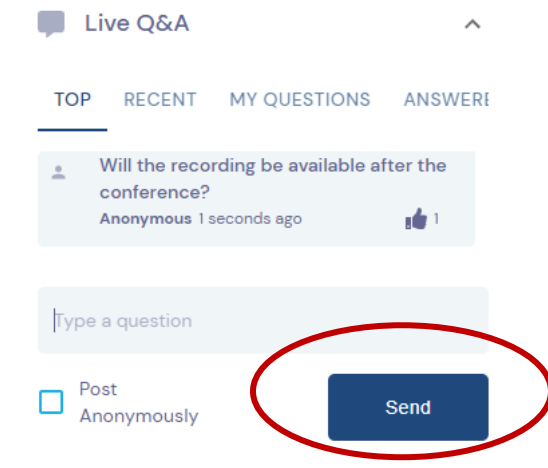 Live Q&A
TOP RECENT MY QUESTIONS ANSWERE
Will the recording be available after the
conference?
Anonymous 1 seconds ago 1
Type a question
Post
Anonymously
Send